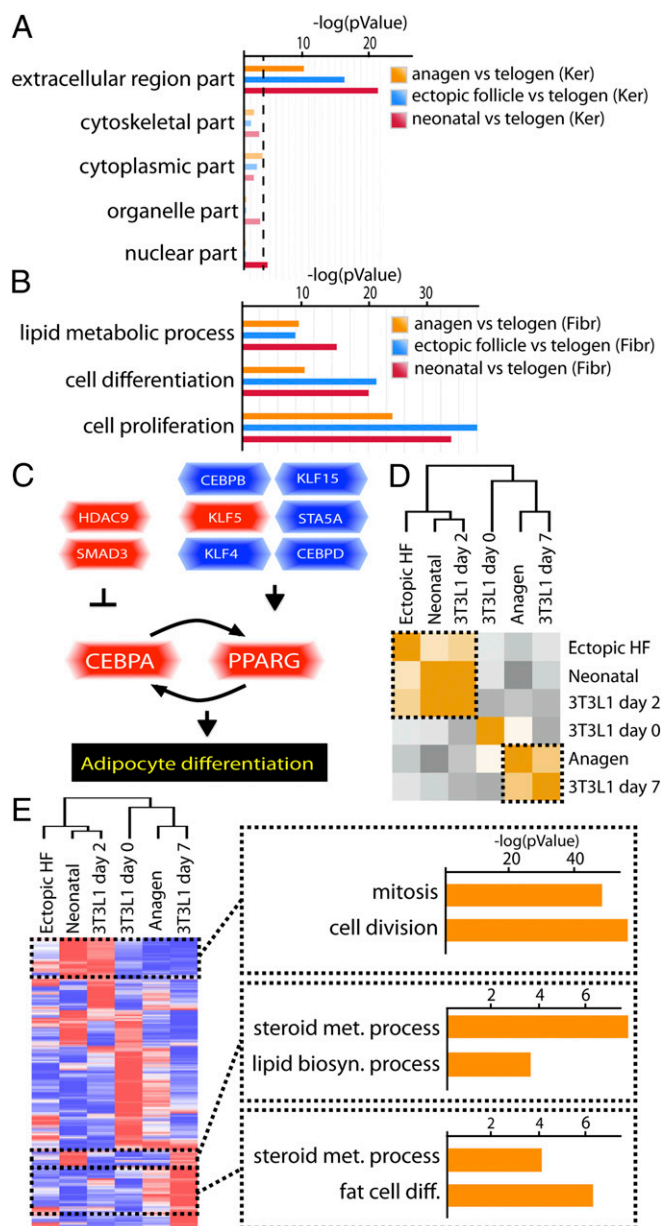 A
-log(pValue)
10 20
extracellular region part
cytoskeletal part
cytoplasmic part
organelle part
nuclear part
anagen vs telogen (Ker)
ectopic follicle vs telogen (Ker)
neonatal vs telogen (Ker)
B
-log(pValue)
10 20 30
lipid metabolic process
cell differentiation
cell proliferation
anagen vs telogen (Fibr)
ectopic follicle vs telogen (Fibr)
neonatal vs telogen (Fibr)
C
CEBPB KLF15
HDAC9 KLF5 STA5A
SMAD3 KLF4 CEBPD
CEBPA PPARG
Adipocyte differentiation
D
Ectopic HF
Neonatal
3T3L1 day 2
3T3L1 day 0
Anagen
3T3L1 day 7
Ectopic HF
Neonatal
3T3L1 day 2
3T3L1 day 0
Anagen
3T3L1 day 7
E
Ectopic HF
Neonatal
3T3L1 day 2
3T3L1 day 0
Anagen
3T3L1 day 7
-log(pValue)
20 40
mitosis
cell division
2 4 6
steroid met. process
lipid biosyn. process
2 4 6
steroid met. process
fat cell diff.